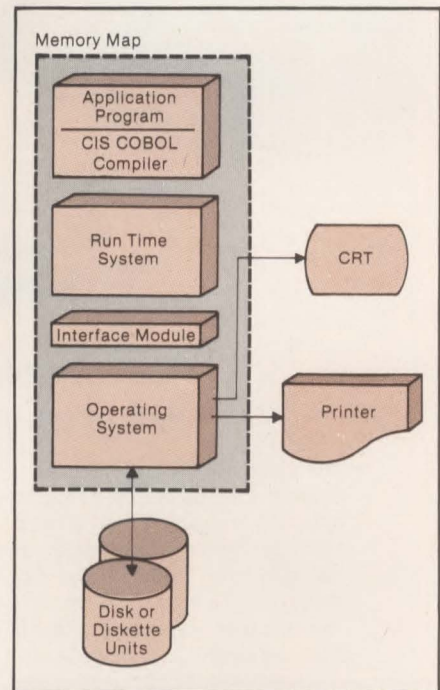 Memory Map
Application
Program
CIS COBOL
Compiler
Run Time
System
CRT
Interface Module
Operating
System
Printer
Disk or
Diskette
Units